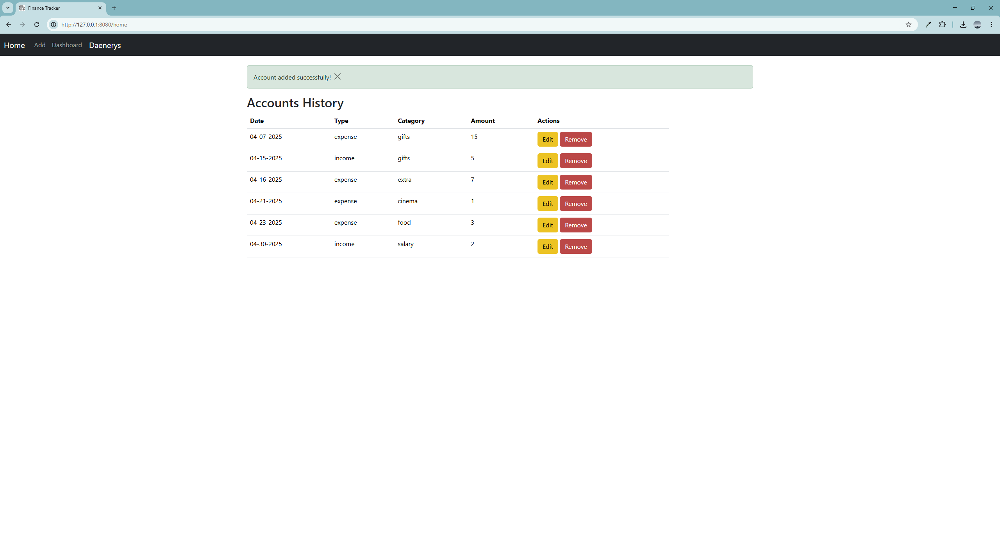 Finance Tracker
http://127.0.0.1:8080/home
Home Add Dashboard Daenerys
Account added successfully!
Accounts History
Date Type Category Amount Actions
04-07-2025 expense gifts 15 Edit Remove
04-15-2025 income gifts 5 Edit Remove
04-16-2025 expense extra 7 Edit Remove
04-21-2025 expense cinema 1 Edit Remove
04-23-2025 expense food 3 Edit Remove
04-30-2025 income salary 2 Edit Remove